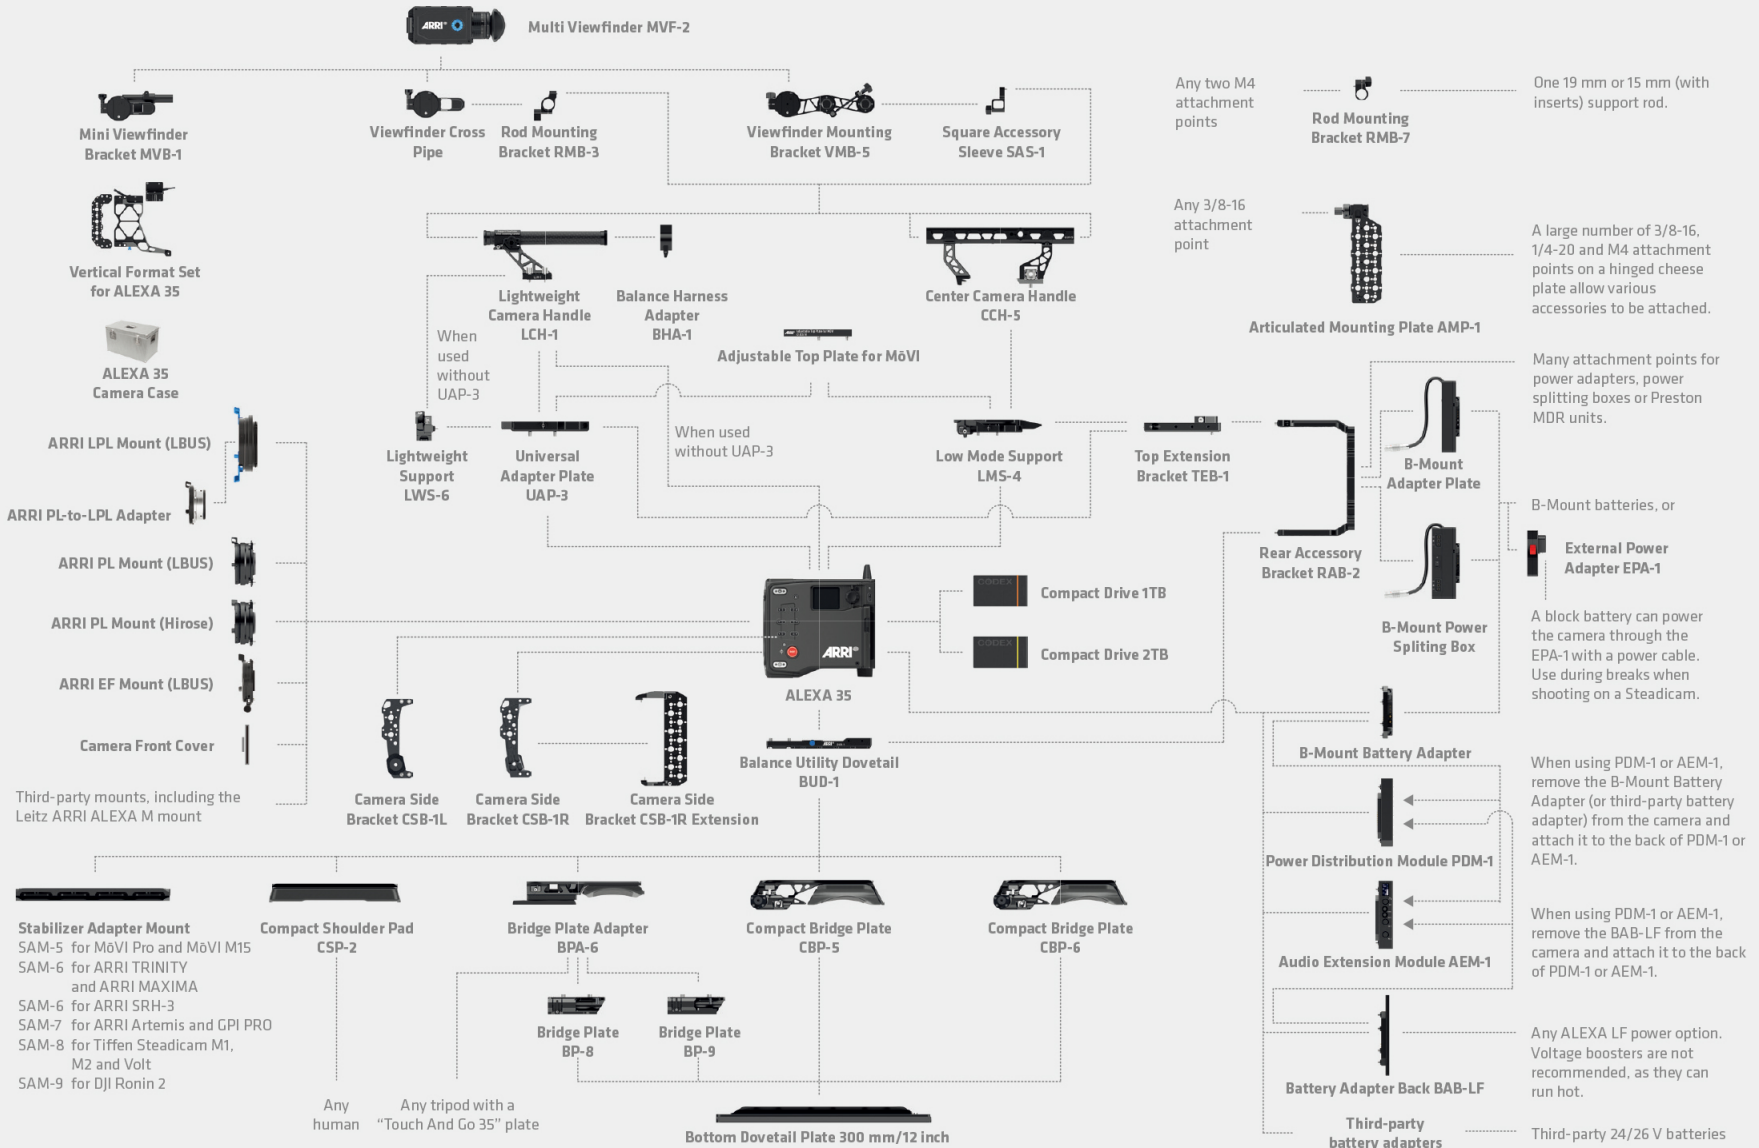 ARRI
Multi Viewfinder MVF-2
Mini Viewfinder
Bracket MVB-1
Viewfinder Cross
Pipe
Rod Mounting
Bracket RMB-3
Viewfinder Mounting
Bracket VMB-5
Square Accessory
Sleeve SAS-1
Any two M4
attachment
points
Rod Mounting
Bracket RMB-7
One 19 mm or 15 mm (with
inserts) support rod.
Vertical Format Set
for ALEXA 35
Lightweight
Camera Handle
LCH-1
Balance Harness
Adapter
BHA-1
Center Camera Handle
CCH-5
Any 3/8-16
attachment
point
Articulated Mounting Plate AMP-1
A large number of 3/8-16,
1/4-20 and M4 attachment
points on a hinged cheese
plate allow various
accessories to be attached.
ALEXA 35
Camera Case
When
used
without
UAP-3
Adjustable Top Plate for MōVI
Many attachment points for
power adapters, power
splitting boxes or Preston
MDR units.
ARRI LPL Mount (LBUS)
ARRI PL-to-LPL Adapter
ARRI PL Mount (LBUS)
ARRI PL Mount (Hirose)
ARRI EF Mount (LBUS)
Camera Front Cover
Third-party mounts, including the
Leitz ARRI ALEXA M mount
Lightweight
Support
LWS-6
Universal
Adapter Plate
UAP-3
When used
without UAP-3
Low Mode Support
LMS-4
Top Extension
Bracket TEB-1
Rear Accessory
Bracket RAB-2
B-Mount
Adapter Plate
B-Mount Power
Spliting Box
B-Mount batteries, or
External Power
Adapter EPA-1
A block battery can power
the camera through the
EPA-1 with a power cable.
Use during breaks when
shooting on a Steadicam.
ARRI
ALEXA 35
CODEX
Compact Drive 1TB
CODEX
Compact Drive 2TB
Camera Side
Bracket CSB-1L
Camera Side
Bracket CSB-1R
Camera Side
Bracket CSB-1R Extension
Balance Utility Dovetail
BUD-1
B-Mount Battery Adapter
When using PDM-1 or AEM-1,
remove the B-Mount Battery
Adapter (or third-party battery
adapter) from the camera and
attach it to the back of PDM-1 or
AEM-1.
Power Distribution Module PDM-1
Audio Extension Module AEM-1
When using PDM-1 or AEM-1,
remove the BAB-LF from the
camera and attach it to the back
of PDM-1 or AEM-1.
Battery Adapter Back BAB-LF
Any ALEXA LF power option.
Voltage boosters are not
recommended, as they can
run hot.
Third-party
battery adapters
Third-party 24/26 V batteries
Stabilizer Adapter Mount
SAM-5 for MōVI Pro and MōVI M15
SAM-6 for ARRI TRINITY
and ARRI MAXIMA
SAM-6 for ARRI SRH-3
SAM-7 for ARRI Artemis and GPI PRO
SAM-8 for Tiffen Steadicam M1,
M2 and Volt
SAM-9 for DJI Ronin 2
Compact Shoulder Pad
CSP-2
Bridge Plate Adapter
BPA-6
Compact Bridge Plate
CBP-5
Compact Bridge Plate
CBP-6
Bridge Plate
BP-8
Bridge Plate
BP-9
Any
human
Any tripod with a
“Touch And Go 35” plate
Bottom Dovetail Plate 300 mm/12 inch